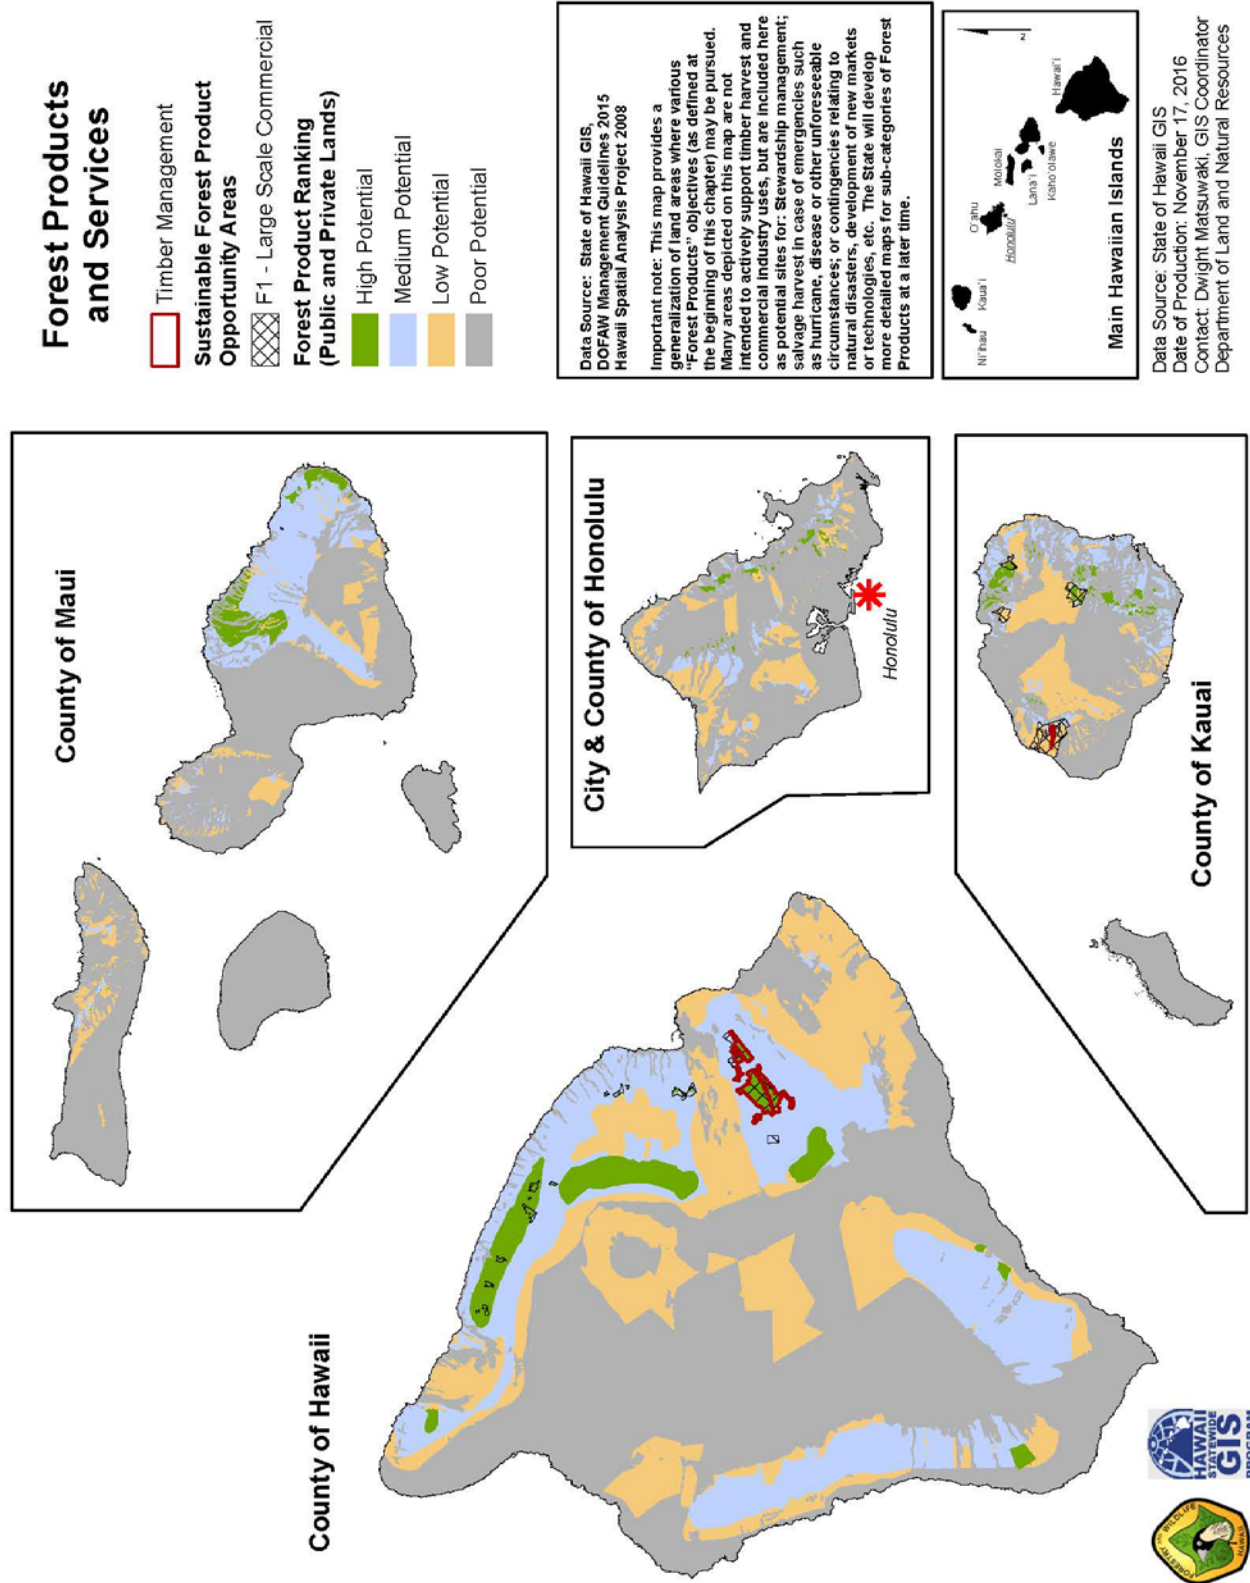 Forest Products
and Services
Timber Management
Sustainable Forest Product
Opportunity Areas
F1 - Large Scale Commercial
Forest Product Ranking
(Public and Private Lands)
High Potential
Medium Potential
Low Potential
Poor Potential
Data Source: State of Hawaii GIS,
DOFAW Management Guidelines 2015
Hawaii Spatial Analysis Project 2008
Important note: This map provides a
generalization of land areas where various
"Forest Products" objectives (as defined at
the beginning of this chapter) may be pursued.
Many areas depicted on this map are not
intended to actively support timber harvest and
commercial Industry uses, but are included here
as potential sites for: Stewardship management;
salvage harvest in case of emergencies such
as hurricane, disease or other unforeseeable
circumstances; or contingencies relating to
natural disasters, development of new markets
or technologies, etc. The State will develop
more detailed maps for sub-categories of Forest
Products at a later time.
Ni'ihau
Kaua'i
O'ahu
Honolulu
Molokai
Lana'i
Kaho'olawe
Hawai'i
Z
Main Hawaiian Islands
Data Source: State of Hawaii GIS
Date of Production: November 17, 2016
Contact: Dwight Matsuwaki, GIS Coordinator
Department of Land and Natural Resources
County of Maui
City & County of Honolulu
Honolulu
County of Kauai
County of Hawaii
FORESTRY AND WILDLIFE
HAWAII
HAWAII
STATEWIDE
GIS
PROGRAM